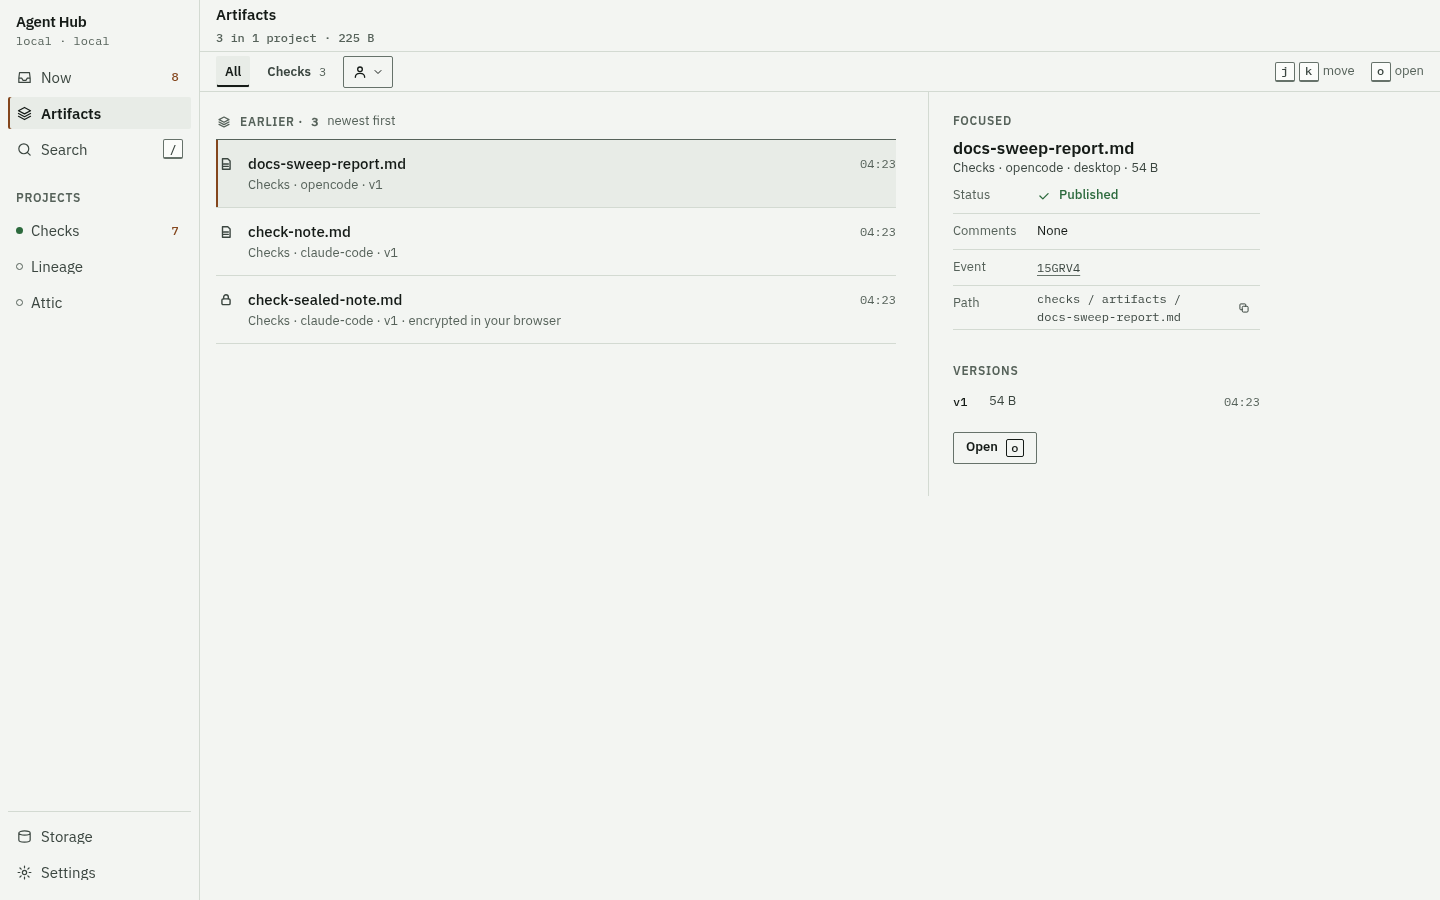 Agent Hub
local · local
Now 8
Artifacts
Search /
PROJECTS
Checks 7
Lineage
Attic
Storage
Settings
Artifacts
3 in 1 project · 225 B
All Checks 3
j k move o open
EARLIER · 3 newest first
docs-sweep-report.md 04:23
Checks · opencode · v1
check-note.md 04:23
Checks · claude-code · v1
check-sealed-note.md 04:23
Checks · claude-code · v1 · encrypted in your browser
FOCUSED
docs-sweep-report.md
Checks · opencode · desktop · 54 B
Status Published
Comments None
Event 15GRV4
Path checks / artifacts /
docs-sweep-report.md
VERSIONS
v1 54 B 04:23
Open o